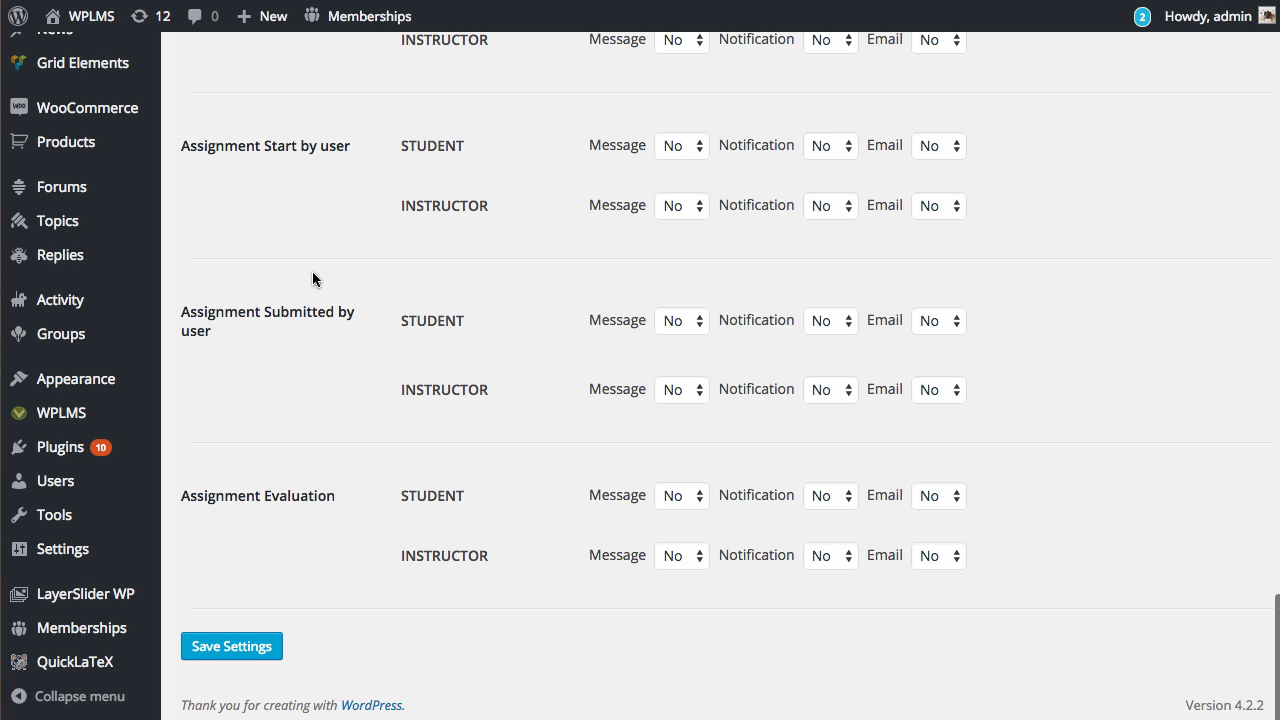 WPLMS 12 0 New Memberships 2 Howdy, admin
News
Grid Elements
WooCommerce
Products
Forums
Topics
Replies
Activity
Groups
Appearance
WPLMS
Plugins 10
Users
Tools
Settings
LayerSlider WP
Memberships
QuickLaTeX
Collapse menu
INSTRUCTOR Message No Notification No Email No
Assignment Start by user STUDENT Message No Notification No Email No
INSTRUCTOR Message No Notification No Email No
Assignment Submitted by
user
STUDENT Message No Notification No Email No
INSTRUCTOR Message No Notification No Email No
Assignment Evaluation STUDENT Message No Notification No Email No
INSTRUCTOR Message No Notification No Email No
Save Settings
Thank you for creating with WordPress. Version 4.2.2